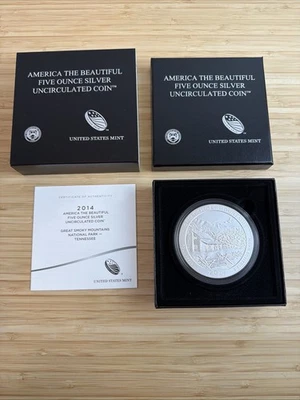 AMERICA THE BEAUTIFUL
FIVE OUNCE SILVER
UNCIRCULATED COIN™
UNITED STATES MINT
AMERICA THE BEAUTIFUL
FIVE OUNCE SILVER
UNCIRCULATED COIN™
UNITED STATES MINT
2014
AMERICA THE BEAUTIFUL
FIVE OUNCE SILVER
UNCIRCULATED COIN
GREAT SMOKY MOUNTAINS
NATIONAL PARK —
TENNESSEE
UNITED STATES MINT